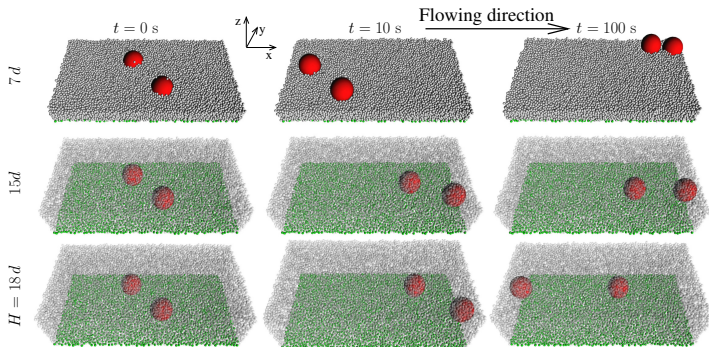 Flowing direction
t = 0 s
t = 10 s
t = 100 s
z
y
x
7 d
15d
H = 18 d